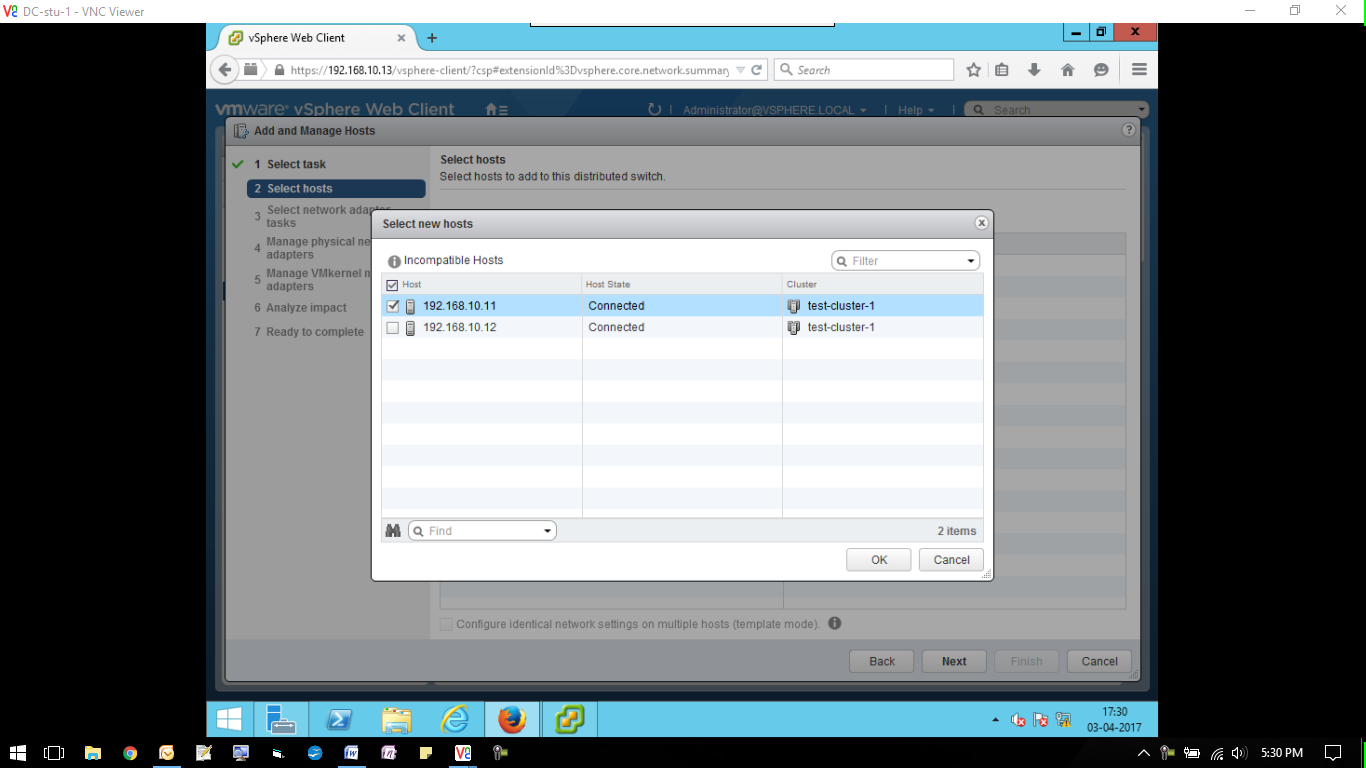 DC-stu-1 - VNC Viewer
vSphere Web Client
https://192.168.10.13/vsphere-client/?csp#extensionId%3Dvsphere.core.network.summary
Search
vmware® vSphere Web Client
Administrator@VSPHERE.LOCAL
Help
Search
Add and Manage Hosts
1 Select task
2 Select hosts
3 Select network adapter
tasks
4 Manage physical ne
adapters
5 Manage VMkernel n
adapters
6 Analyze impact
7 Ready to complete
Select hosts
Select hosts to add to this distributed switch.
Select new hosts
Incompatible Hosts
Filter
Host Host State Cluster
192.168.10.11 Connected test-cluster-1
192.168.10.12 Connected test-cluster-1
Find
2 items
OK Cancel
Configure identical network settings on multiple hosts (template mode).
Back Next Finish Cancel
17:30
03-04-2017
5:30 PM